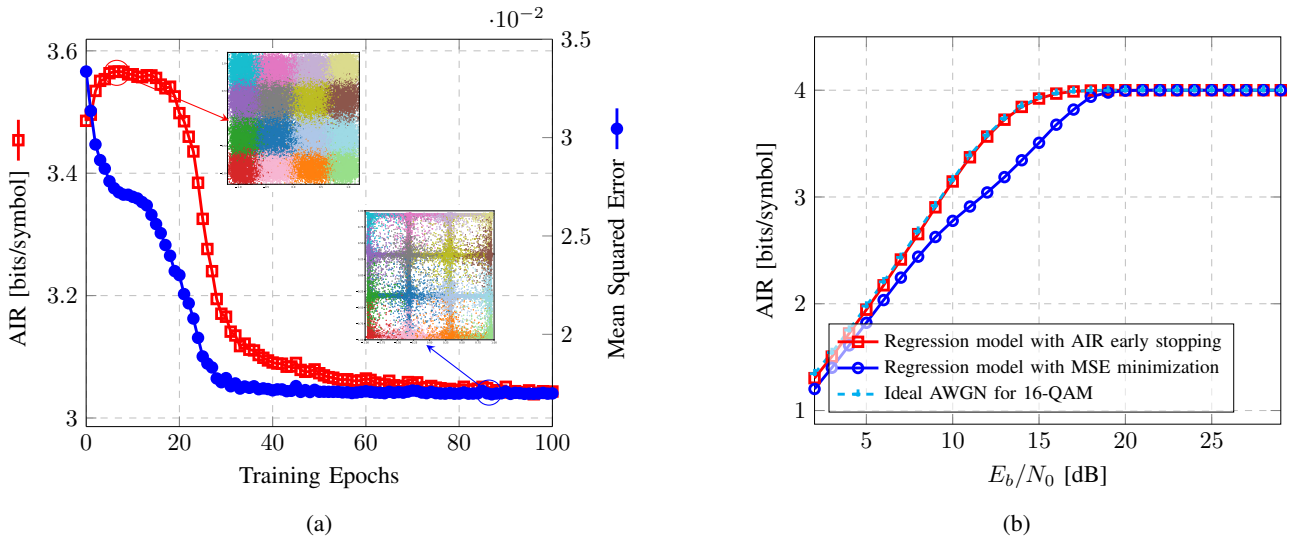 ·10⁻²
3.6
3.4
3.2
3
3.5
3
2.5
2
AIR [bits/symbol]
Mean Squared Error
0
20
40
60
80
100
Training Epochs
(a)
4
3
2
1
AIR [bits/symbol]
Regression model with AIR early stopping
Regression model with MSE minimization
Ideal AWGN for 16-QAM
5
10
15
20
25
E_b/N_0 [dB]
(b)